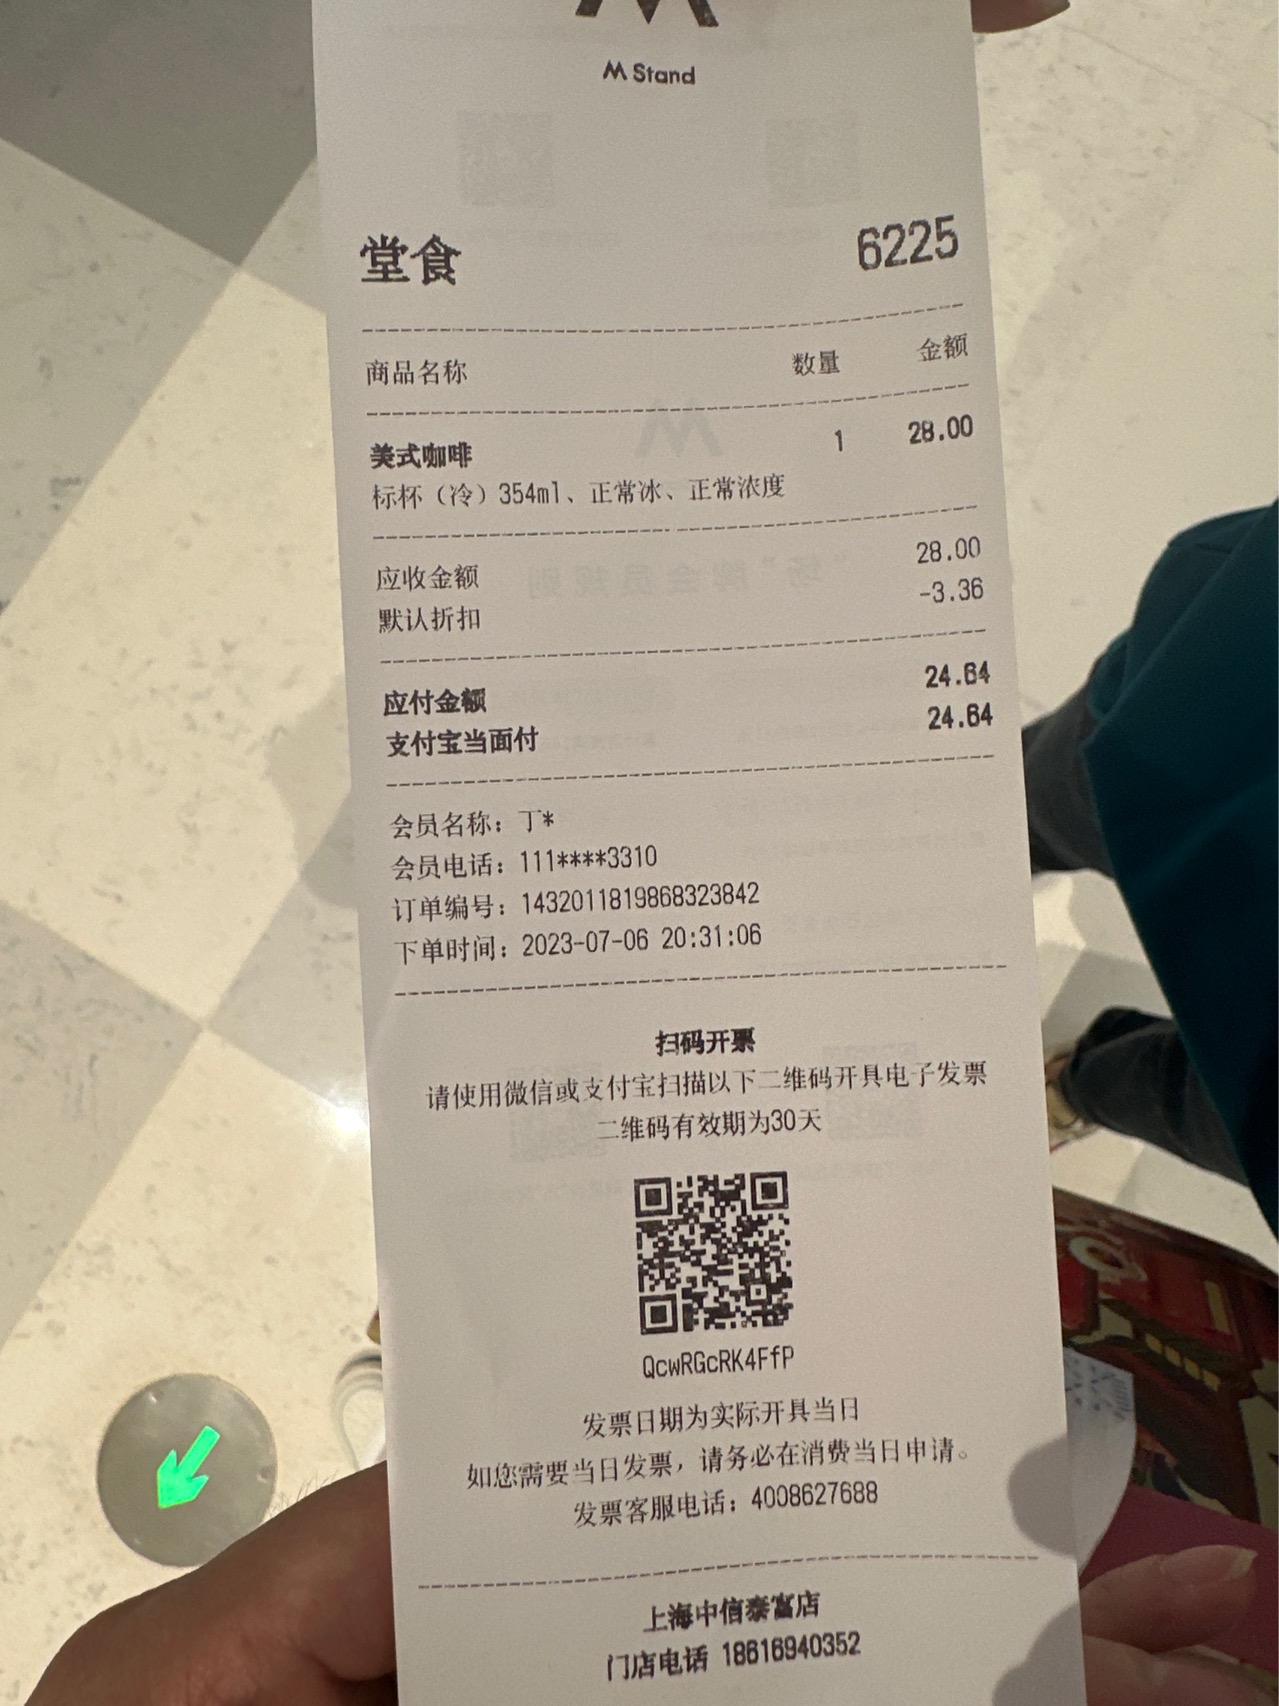 M Stand
堂食 6225
商品名称 数量 金额
美式咖啡 1 28.00
标杯（冷）354ml、正常冰、正常浓度
应收金额 28.00
默认折扣 -3.36
应付金额 24.64
支付宝当面付 24.64
会员名称：丁*
会员电话：111****3310
订单编号：1432011819868323842
下单时间：2023-07-06 20:31:06
扫码开票
请使用微信或支付宝扫描以下二维码开具电子发票
二维码有效期为30天
QcwRGcRK4FfP
发票日期为实际开具当日
如您需要当日发票，请务必在消费当日申请。
发票客服电话：4008627688
上海中信泰富店
门店电话 18616940352